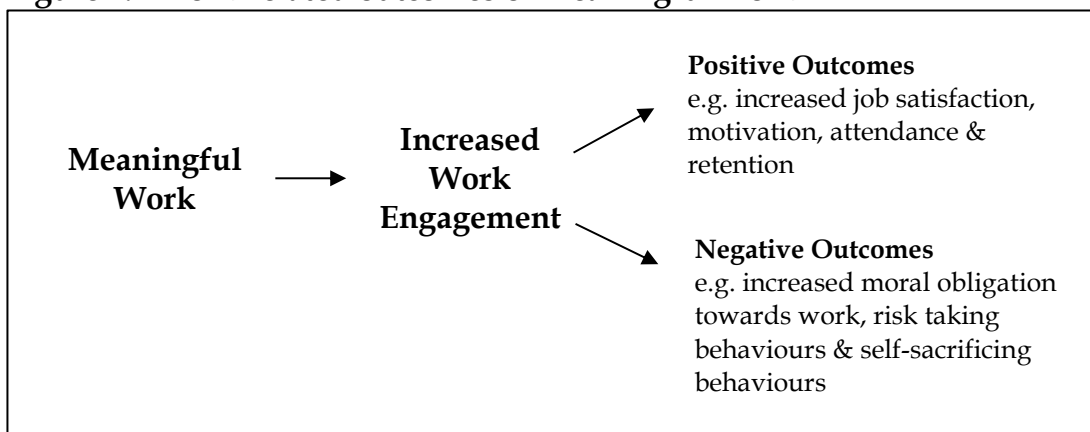 Meaningful
Work
Increased
Work
Engagement
Positive Outcomes
e.g. increased job satisfaction,
motivation, attendance &
retention
Negative Outcomes
e.g. increased moral obligation
towards work, risk taking
behaviours & self-sacrificing
behaviours